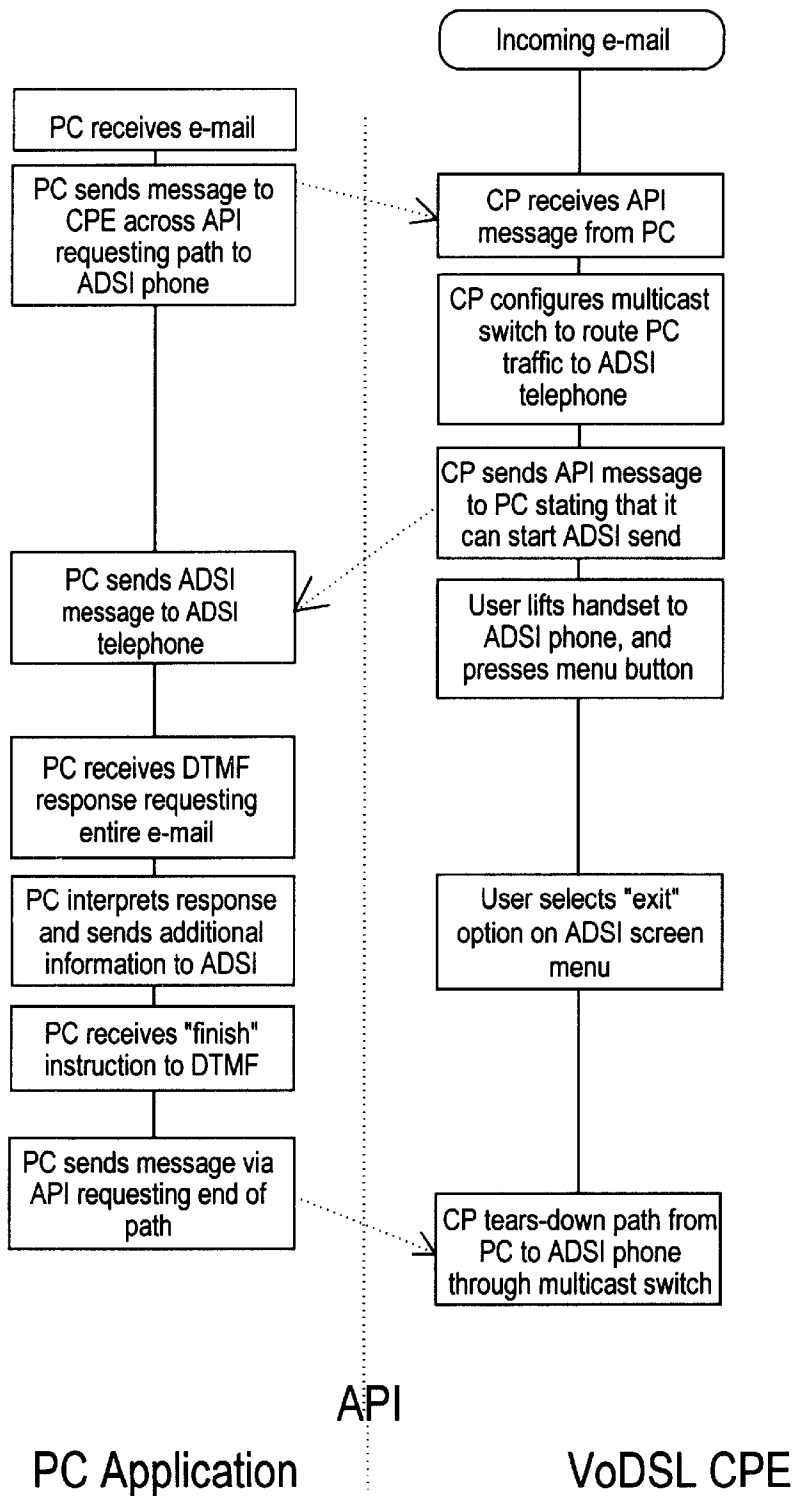 Incoming e-mail
PC receives e-mail
PC sends message to
CPE across API
requesting path to
ADSI phone
CP receives API
message from PC
CP configures multicast
switch to route PC
traffic to ADSI
telephone
CP sends API message
to PC stating that it
can start ADSI send
PC sends ADSI
message to ADSI
telephone
User lifts handset to
ADSI phone, and
presses menu button
PC receives DTMF
response requesting
entire e-mail
PC interprets response
and sends additional
information to ADSI
User selects "exit"
option on ADSI screen
menu
PC receives "finish"
instruction to DTMF
PC sends message via
API requesting end of
path
CP tears-down path from
PC to ADSI phone
through multicast switch
API
PC Application
VoDSL CPE